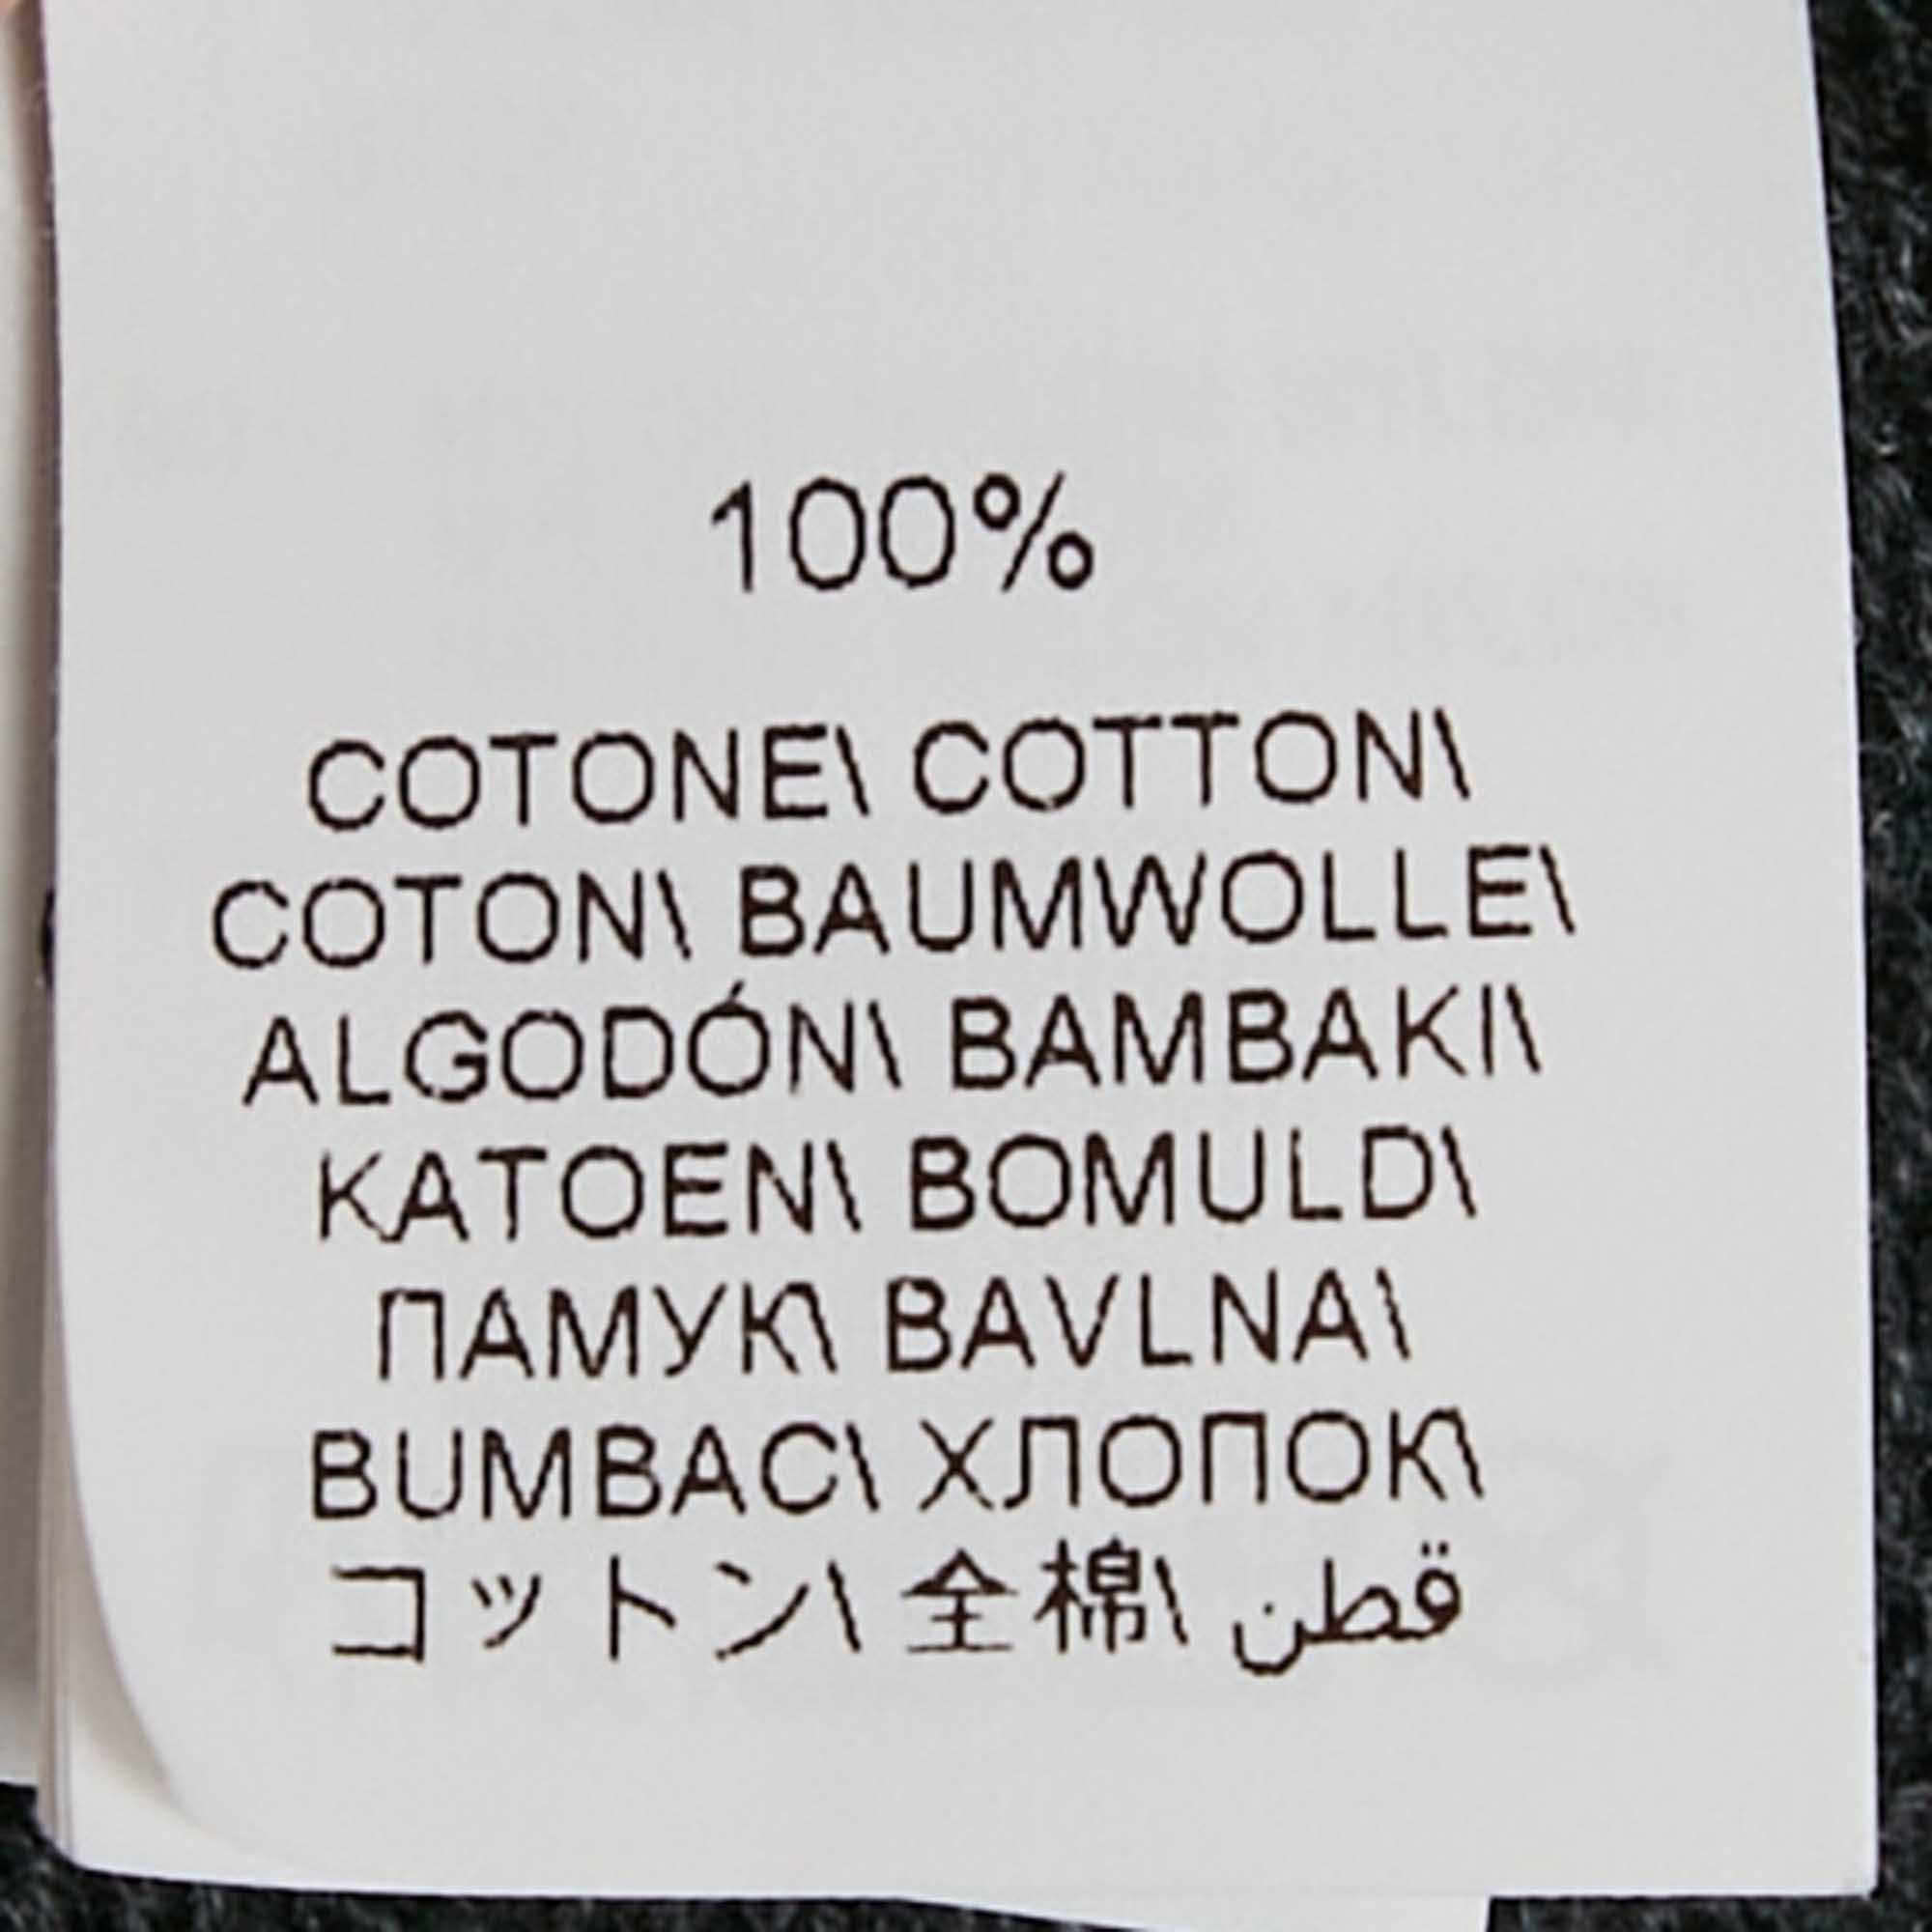 100%
COTONE\ COTTON\
COTON\ BAUMWOLLE\
ALGODÓN\ BAMBAKI\
KATOEN\ BOMULD\
ПАМУК\ BAVLNA\
BUMBAC\ ХЛОПОК\
コットン\ 全棉\ قطن